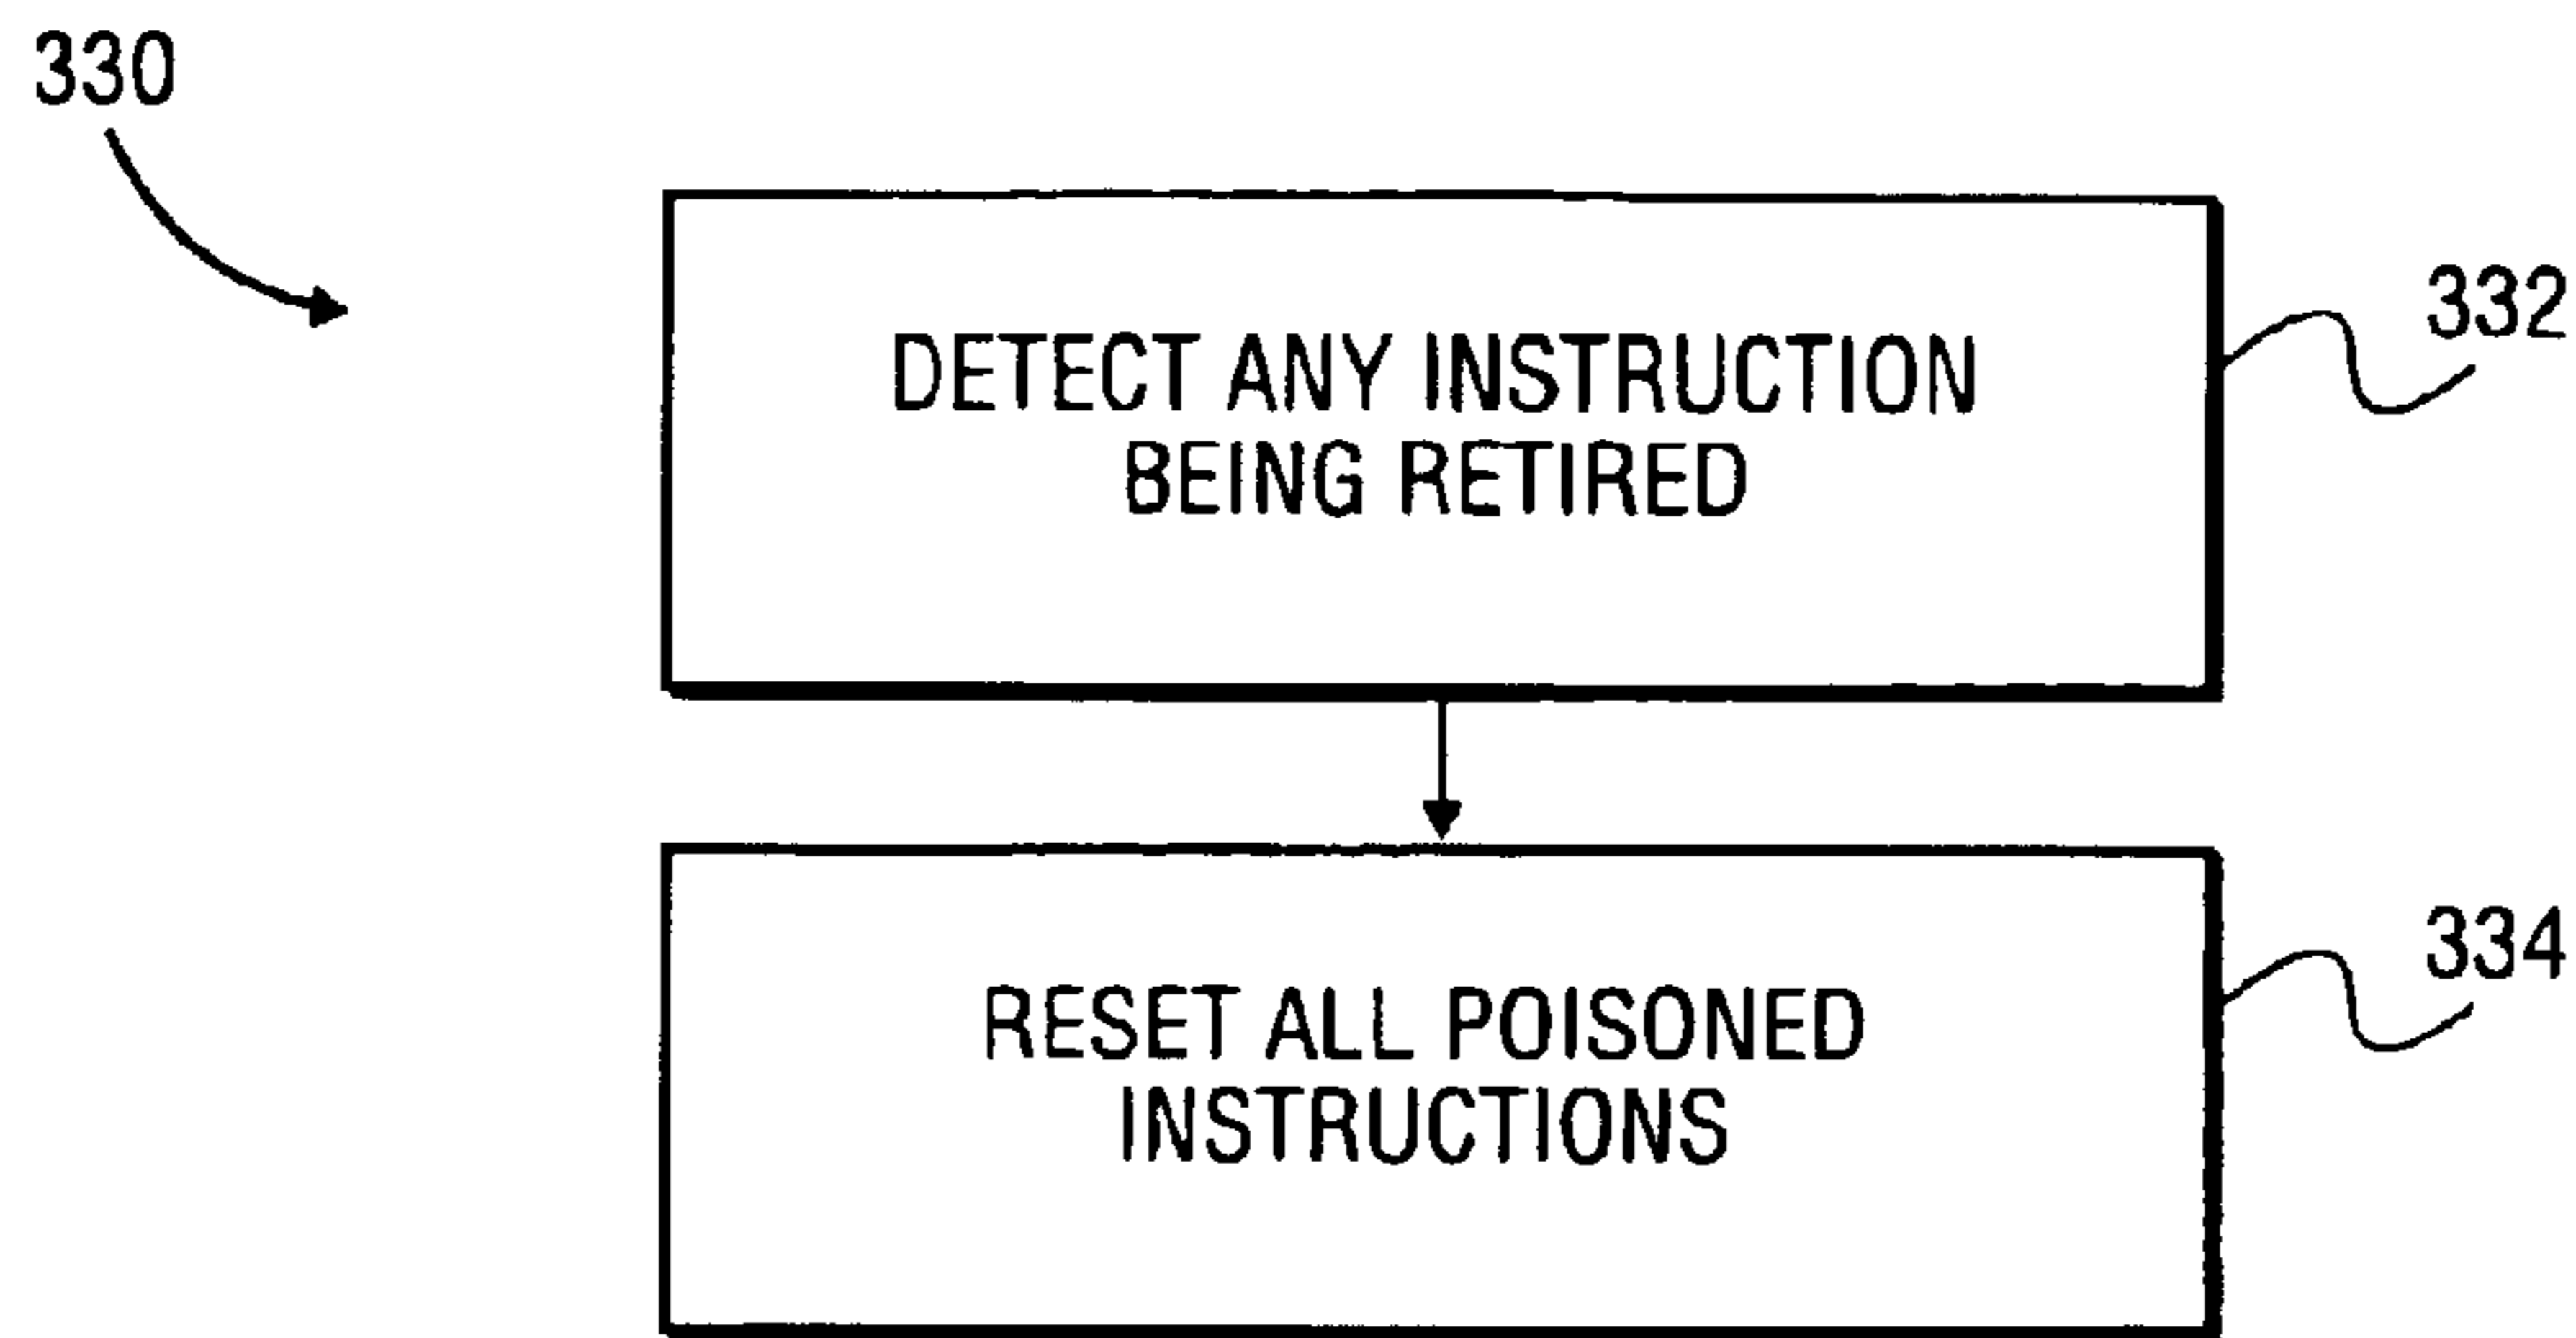 330
DETECT ANY INSTRUCTION
BEING RETIRED
332
RESET ALL POISONED
INSTRUCTIONS
334